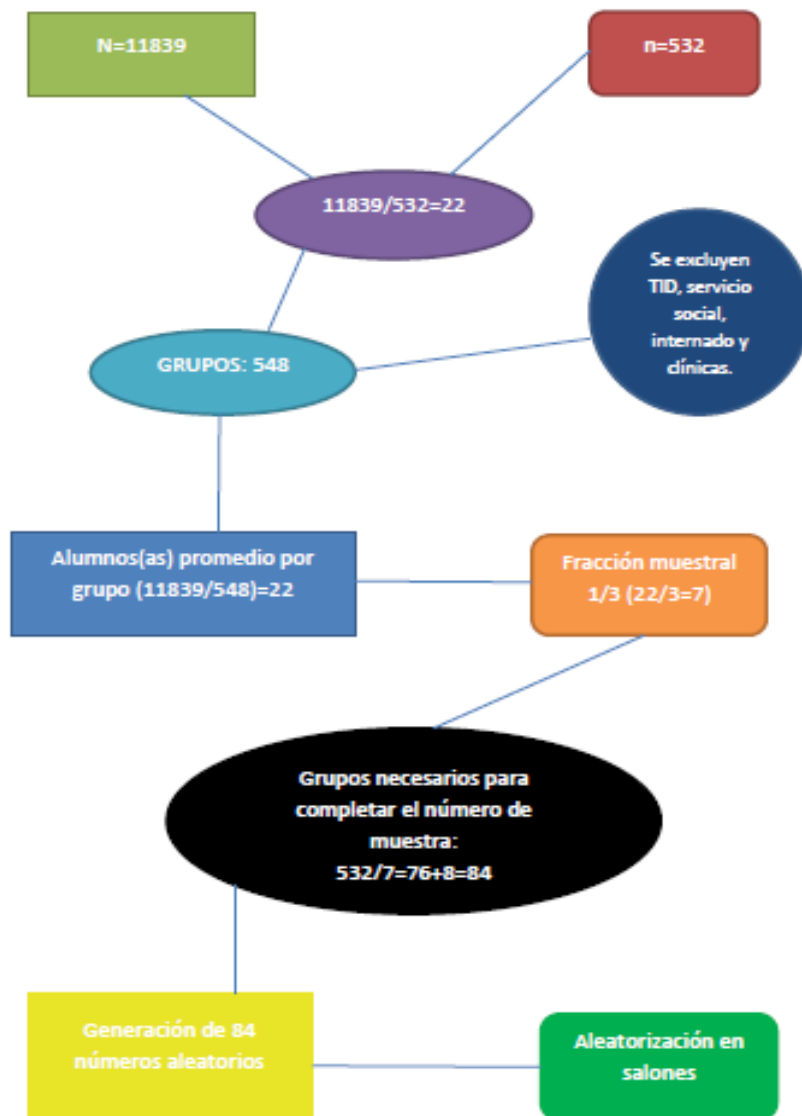 N=11839
n=532
11839/532=22
Se excluyen
TID, servicio
social,
internado y
clínicas.
GRUPOS: 548
Alumnos(as) promedio por
grupo (11839/548)=22
Fracción muestral
1/3 (22/3=7)
Grupos necesarios para
completar el número de
muestra:
532/7=76+8=84
Generación de 84
números aleatorios
Aleatorización en
salones